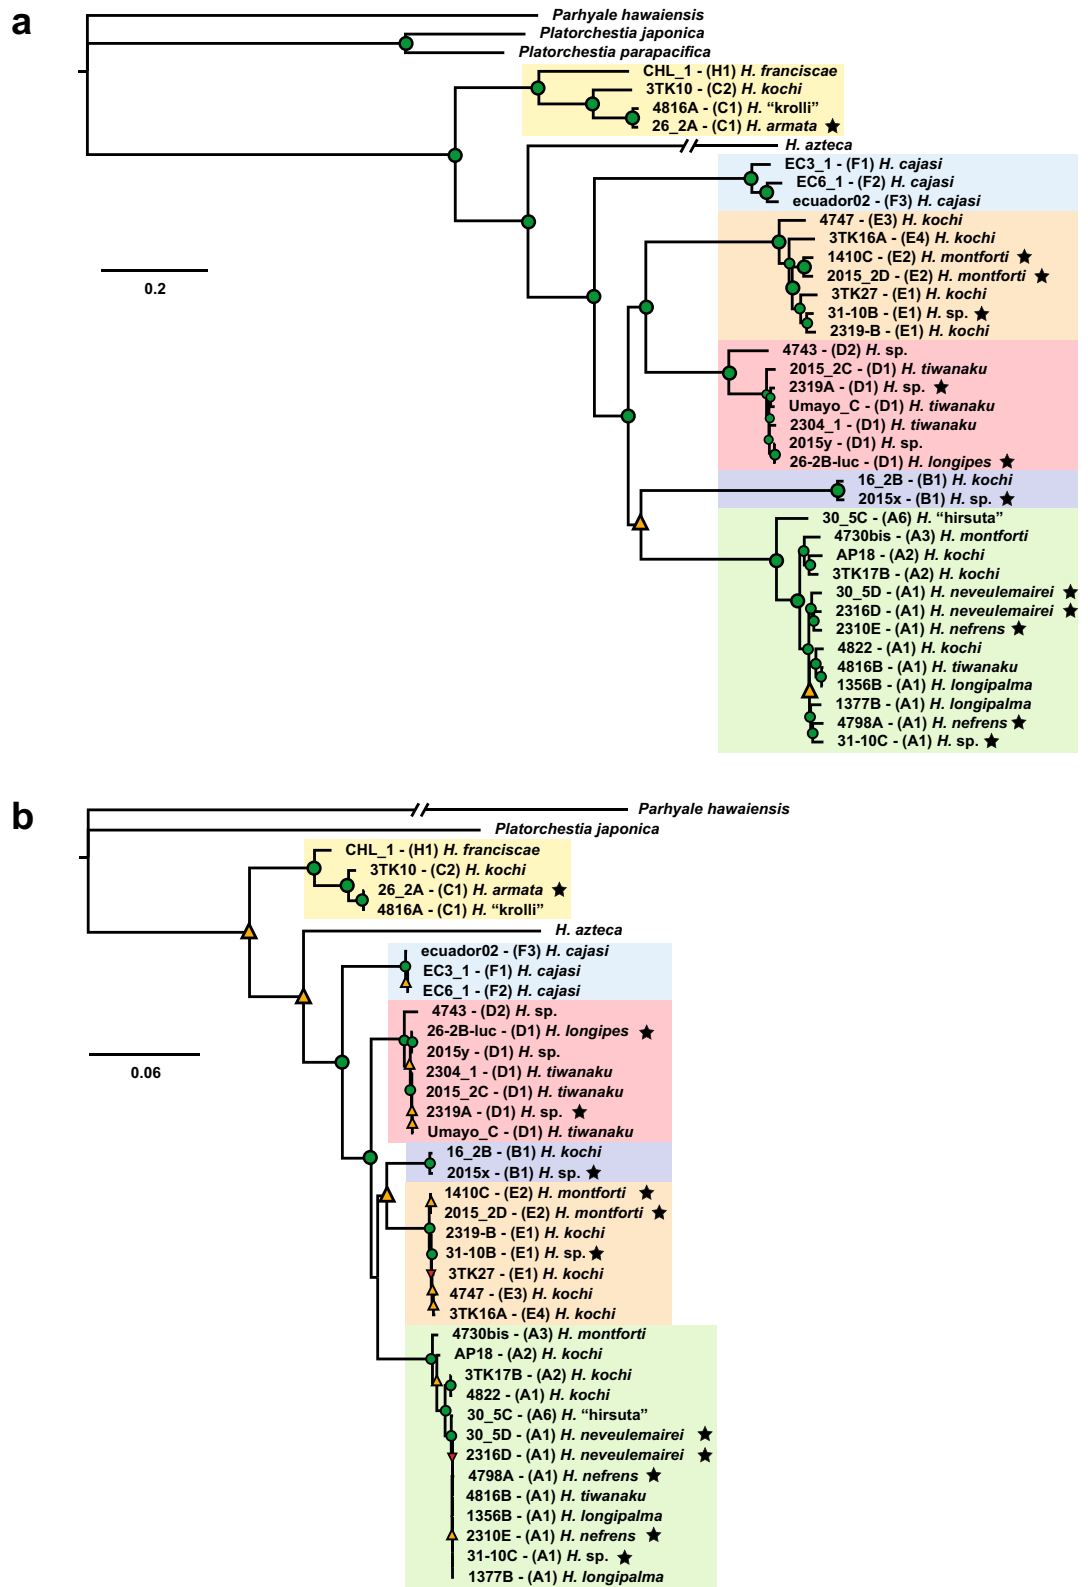 a
Parhyale hawaiensis
Platorchestia japonica
Platorchestia parapacifica
CHL_1 - (H1) H. franciscae
3TK10 - (C2) H. kochi
4816A - (C1) H. “krolli”
26_2A - (C1) H. armata ★
H. azteca
EC3_1 - (F1) H. cajasi
EC6_1 - (F2) H. cajasi
ecuador02 - (F3) H. cajasi
4747 - (E3) H. kochi
3TK16A - (E4) H. kochi
1410C - (E2) H. montforti ★
2015_2D - (E2) H. montforti ★
3TK27 - (E1) H. kochi
31-10B - (E1) H. sp. ★
2319-B - (E1) H. kochi
0.2
4743 - (D2) H. sp.
2015_2C - (D1) H. tiwanaku
2319A - (D1) H. sp. ★
Umayo_C - (D1) H. tiwanaku
2304_1 - (D1) H. tiwanaku
2015y - (D1) H. sp.
26-2B-luc - (D1) H. longipes ★
16_2B - (B1) H. kochi
2015x - (B1) H. sp. ★
30_5C - (A6) H. “hirsuta”
4730bis - (A3) H. montforti
AP18 - (A2) H. kochi
3TK17B - (A2) H. kochi
30_5D - (A1) H. neveulemairei ★
2316D - (A1) H. neveulemairei ★
2310E - (A1) H. nefrens ★
4822 - (A1) H. kochi
4816B - (A1) H. tiwanaku
1356B - (A1) H. longipalma
1377B - (A1) H. longipalma
4798A - (A1) H. nefrens ★
31-10C - (A1) H. sp. ★
b
Parhyale hawaiensis
Platorchestia japonica
CHL_1 - (H1) H. franciscae
3TK10 - (C2) H. kochi
26_2A - (C1) H. armata ★
4816A - (C1) H. “krolli”
H. azteca
ecuador02 - (F3) H. cajasi
EC3_1 - (F1) H. cajasi
EC6_1 - (F2) H. cajasi
4743 - (D2) H. sp.
26-2B-luc - (D1) H. longipes ★
2015y - (D1) H. sp.
0.06
2304_1 - (D1) H. tiwanaku
2015_2C - (D1) H. tiwanaku
2319A - (D1) H. sp. ★
Umayo_C - (D1) H. tiwanaku
16_2B - (B1) H. kochi
2015x - (B1) H. sp. ★
1410C - (E2) H. montforti ★
2015_2D - (E2) H. montforti ★
2319-B - (E1) H. kochi
31-10B - (E1) H. sp. ★
3TK27 - (E1) H. kochi
4747 - (E3) H. kochi
3TK16A - (E4) H. kochi
4730bis - (A3) H. montforti
AP18 - (A2) H. kochi
3TK17B - (A2) H. kochi
4822 - (A1) H. kochi
30_5C - (A6) H. “hirsuta”
30_5D - (A1) H. neveulemairei ★
2316D - (A1) H. neveulemairei ★
4798A - (A1) H. nefrens ★
4816B - (A1) H. tiwanaku
1356B - (A1) H. longipalma
2310E - (A1) H. nefrens ★
31-10C - (A1) H. sp. ★
1377B - (A1) H. longipalma